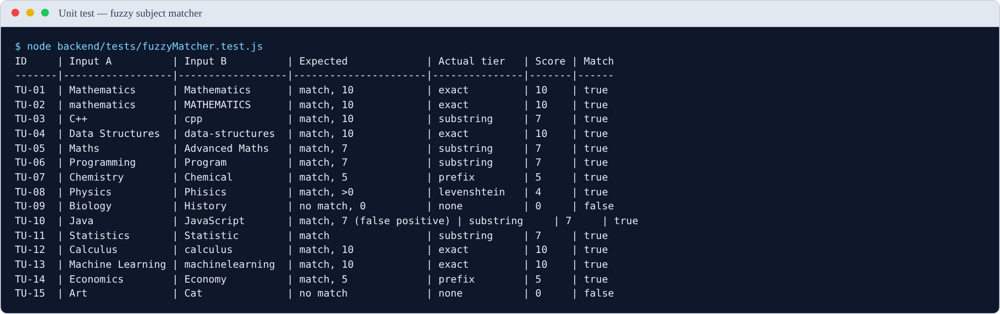 Unit test — fuzzy subject matcher
$ node backend/tests/fuzzyMatcher.test.js
ID     | Input A          | Input B          | Expected             | Actual tier   | Score | Match
-------|------------------|------------------|----------------------|---------------|-------|------
TU-01  | Mathematics      | Mathematics      | match, 10            | exact         | 10    | true
TU-02  | mathematics      | MATHEMATICS      | match, 10            | exact         | 10    | true
TU-03  | C++              | cpp              | match, 10            | substring     | 7     | true
TU-04  | Data Structures  | data-structures  | match, 10            | exact         | 10    | true
TU-05  | Maths            | Advanced Maths   | match, 7             | substring     | 7     | true
TU-06  | Programming      | Program          | match, 7             | substring     | 7     | true
TU-07  | Chemistry        | Chemical         | match, 5             | prefix        | 5     | true
TU-08  | Physics          | Phisics          | match, >0            | levenshtein   | 4     | true
TU-09  | Biology          | History          | no match, 0          | none          | 0     | false
TU-10  | Java             | JavaScript       | match, 7 (false positive) | substring     | 7     | true
TU-11  | Statistics       | Statistic        | match                | substring     | 7     | true
TU-12  | Calculus         | calculus         | match, 10            | exact         | 10    | true
TU-13  | Machine Learning | machinelearning  | match, 10            | exact         | 10    | true
TU-14  | Economics        | Economy          | match, 5             | prefix        | 5     | true
TU-15  | Art              | Cat              | no match             | none          | 0     | false